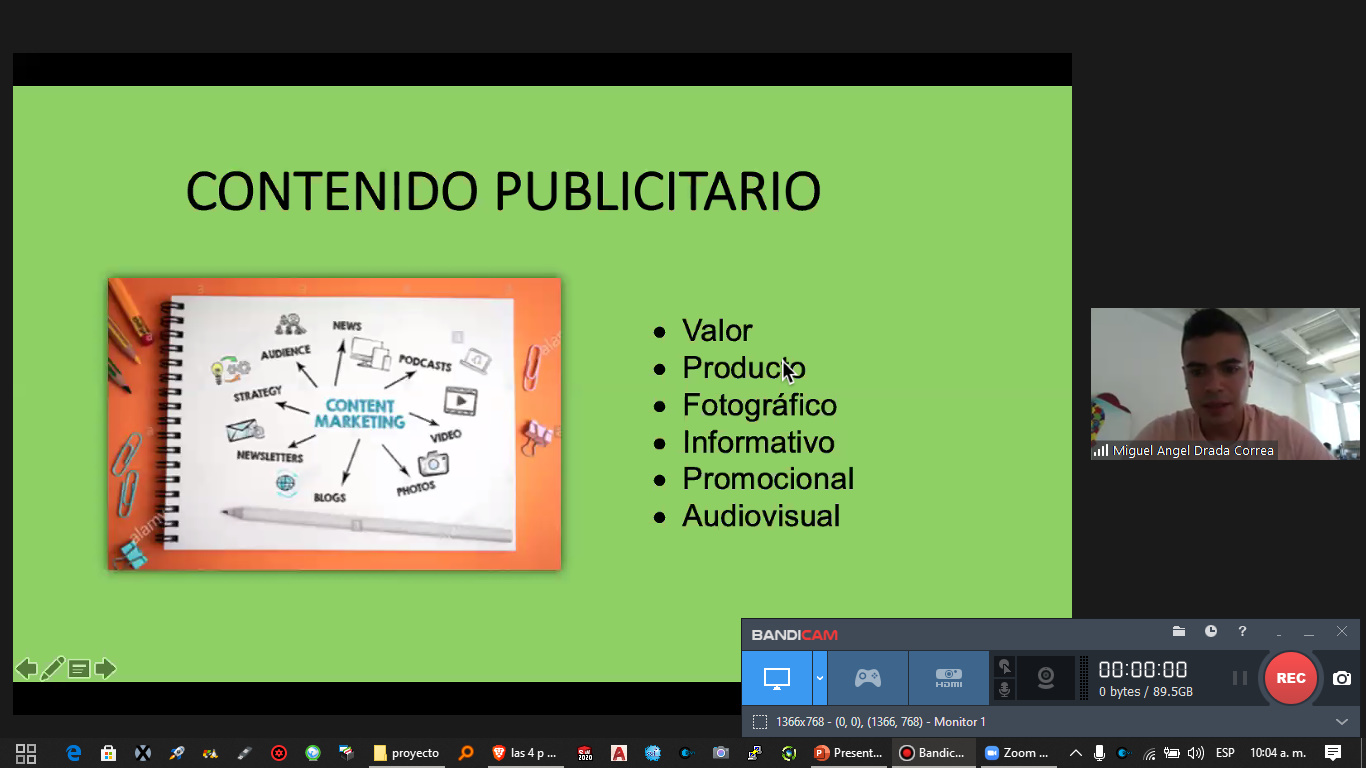 CONTENIDO PUBLICITARIO
NEWS
AUDIENCE
PODCASTS
STRATEGY
CONTENT
MARKETING
VIDEO
NEWSLETTERS
BLOGS
PHOTOS
alamy
• Valor
• Producto
• Fotográfico
• Informativo
• Promocional
• Audiovisual
Miguel Angel Drada Correa
BANDICAM
?
HDMI
00:00:00
0 bytes / 89.5GB
REC
1366x768 - (0, 0), (1366, 768) - Monitor 1
proyecto
las 4 p ...
2020
Present...
Bandic...
Zoom ...
ESP
10:04 a. m.